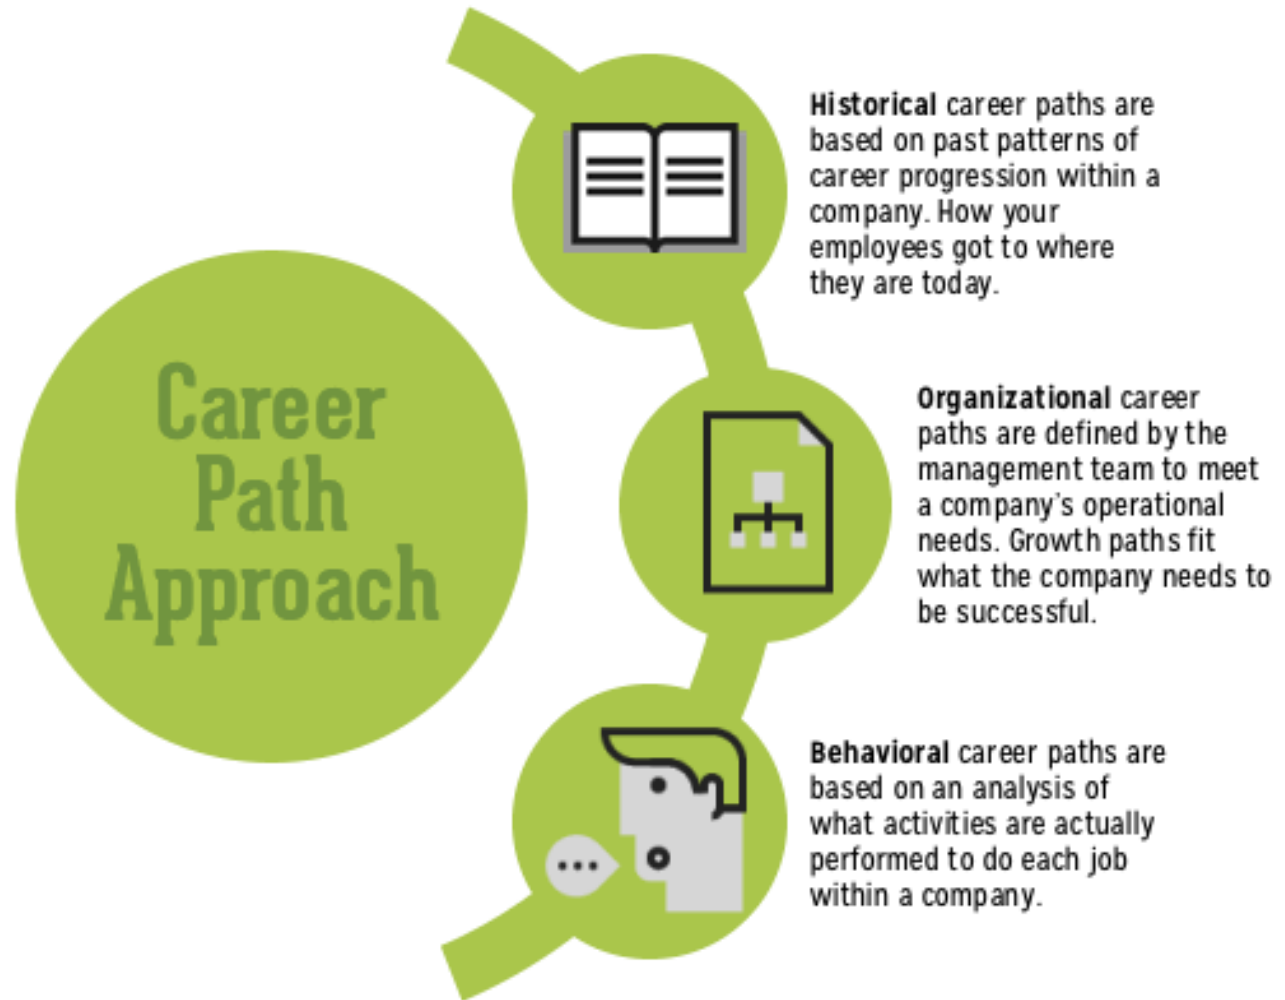 Career
Path
Approach
Historical career paths are
based on past patterns of
career progression within a
company. How your
employees got to where
they are today.
Organizational career
paths are defined by the
management team to meet
a company's operational
needs. Growth paths fit
what the company needs to
be successful.
Behavioral career paths are
based on an analysis of
what activities are actually
performed to do each job
within a company.